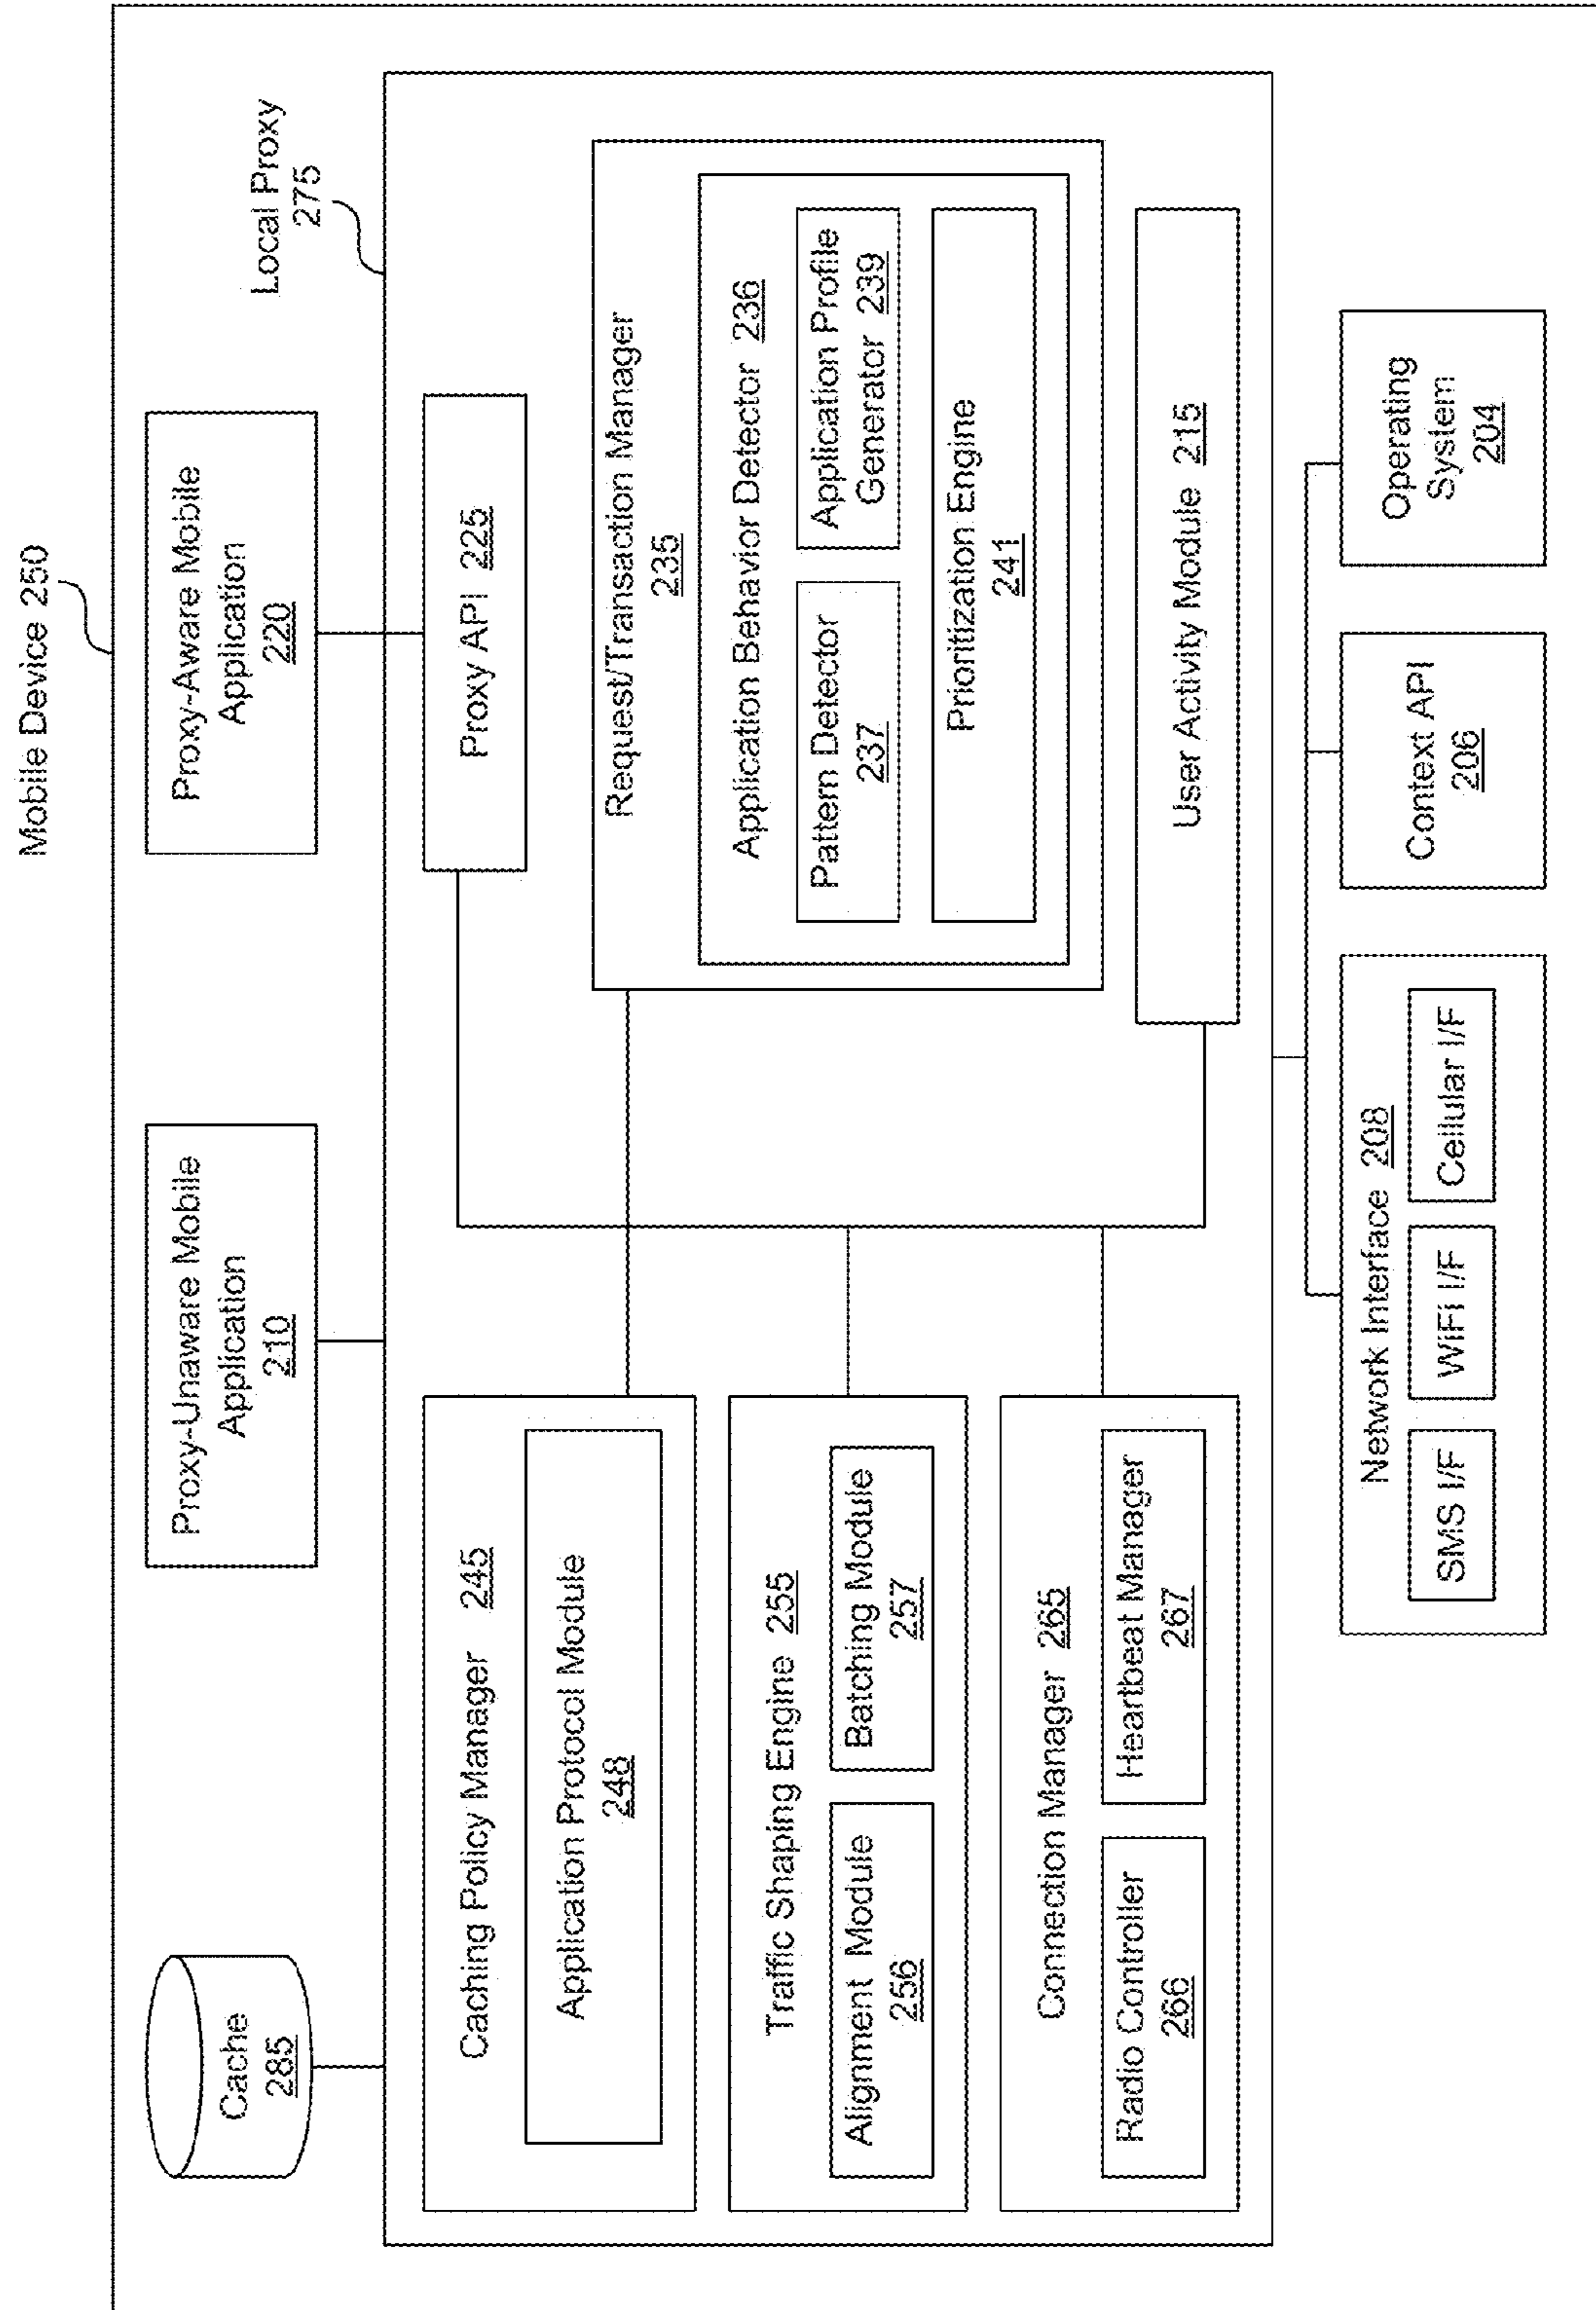 Mobile Device 250
Cache
285
Proxy-Unaware Mobile
Application
210
Proxy-Aware Mobile
Application
220
Local Proxy
275
Caching Policy Manager 245
Application Protocol Module
248
Traffic Shaping Engine 255
Alignment Module
256
Batching Module
257
Connection Manager 265
Radio Controller
266
Heartbeat Manager
267
Proxy API 225
Request/Transaction Manager
235
Application Behavior Detector 236
Pattern Detector
237
Application Profile
Generator 239
Prioritization Engine
241
User Activity Module 215
Network Interface 208
SMS I/F
WiFi I/F
Cellular I/F
Context API
206
Operating
System
204